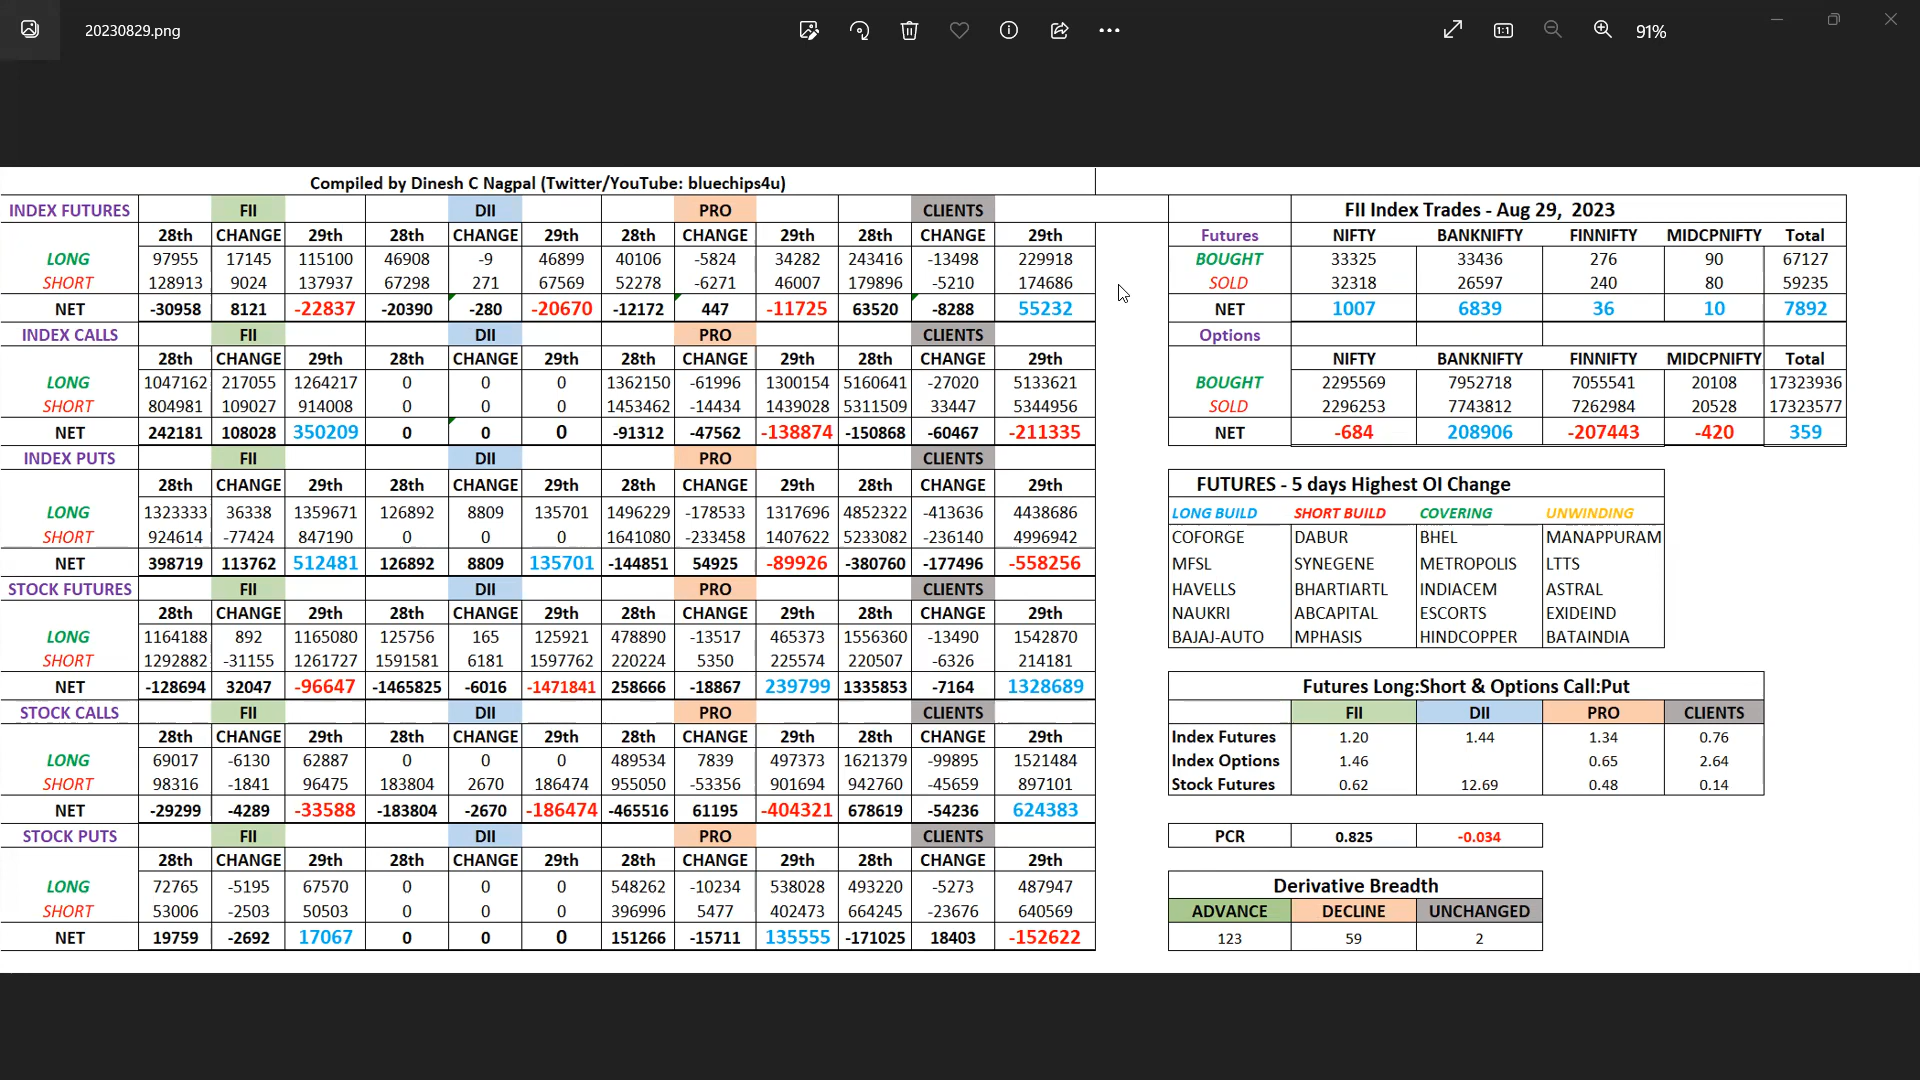 20230829.png
91%
Compiled by Dinesh C Nagpal (Twitter/YouTube: bluechips4u)
INDEX FUTURES FII DII PRO CLIENTS
28th CHANGE 29th 28th CHANGE 29th 28th CHANGE 29th 28th CHANGE 29th
LONG 97955 17145 115100 46908 -9 46899 40106 -5824 34282 243416 -13498 229918
SHORT 128913 9024 137937 67298 271 67569 52278 -6271 46007 179896 -5210 174686
NET -30958 8121 -22837 -20390 -280 -20670 -12172 447 -11725 63520 -8288 55232
INDEX CALLS FII DII PRO CLIENTS
28th CHANGE 29th 28th CHANGE 29th 28th CHANGE 29th 28th CHANGE 29th
LONG 1047162 217055 1264217 0 0 0 1362150 -61996 1300154 5160641 -27020 5133621
SHORT 804981 109027 914008 0 0 0 1453462 -14434 1439028 5311509 33447 5344956
NET 242181 108028 350209 0 0 0 -91312 -47562 -138874 -150868 -60467 -211335
INDEX PUTS FII DII PRO CLIENTS
28th CHANGE 29th 28th CHANGE 29th 28th CHANGE 29th 28th CHANGE 29th
LONG 1323333 36338 1359671 126892 8809 135701 1496229 -178533 1317696 4852322 -413636 4438686
SHORT 924614 -77424 847190 0 0 0 1641080 -233458 1407622 5233082 -236140 4996942
NET 398719 113762 512481 126892 8809 135701 -144851 54925 -89926 -380760 -177496 -558256
STOCK FUTURES FII DII PRO CLIENTS
28th CHANGE 29th 28th CHANGE 29th 28th CHANGE 29th 28th CHANGE 29th
LONG 1164188 892 1165080 125756 165 125921 478890 -13517 465373 1556360 -13490 1542870
SHORT 1292882 -31155 1261727 1591581 6181 1597762 220224 5350 225574 220507 -6326 214181
NET -128694 32047 -96647 -1465825 -6016 -1471841 258666 -18867 239799 1335853 -7164 1328689
STOCK CALLS FII DII PRO CLIENTS
28th CHANGE 29th 28th CHANGE 29th 28th CHANGE 29th 28th CHANGE 29th
LONG 69017 -6130 62887 0 0 0 489534 7839 497373 1621379 -99895 1521484
SHORT 98316 -1841 96475 183804 2670 186474 955050 -53356 901694 942760 -45659 897101
NET -29299 -4289 -33588 -183804 -2670 -186474 -465516 61195 -404321 678619 -54236 624383
STOCK PUTS FII DII PRO CLIENTS
28th CHANGE 29th 28th CHANGE 29th 28th CHANGE 29th 28th CHANGE 29th
LONG 72765 -5195 67570 0 0 0 548262 -10234 538028 493220 -5273 487947
SHORT 53006 -2503 50503 0 0 0 396996 5477 402473 664245 -23676 640569
NET 19759 -2692 17067 0 0 0 151266 -15711 135555 -171025 18403 -152622
FII Index Trades - Aug 29, 2023
Futures NIFTY BANKNIFTY FINNIFTY MIDCPNIFTY Total
BOUGHT 33325 33436 276 90 67127
SOLD 32318 26597 240 80 59235
NET 1007 6839 36 10 7892
Options
NIFTY BANKNIFTY FINNIFTY MIDCPNIFTY Total
BOUGHT 2295569 7952718 7055541 20108 17323936
SOLD 2296253 7743812 7262984 20528 17323577
NET -684 208906 -207443 -420 359
FUTURES - 5 days Highest OI Change
LONG BUILD SHORT BUILD COVERING UNWINDING
COFORGE DABUR BHEL MANAPPURAM
MFSL SYNEGENE METROPOLIS LTTS
HAVELLS BHARTIARTL INDIACEM ASTRAL
NAUKRI ABCAPITAL ESCORTS EXIDEIND
BAJAJ-AUTO MPHASIS HINDCOPPER BATAINDIA
Futures Long:Short & Options Call:Put
FII DII PRO CLIENTS
Index Futures 1.20 1.44 1.34 0.76
Index Options 1.46 0.65 2.64
Stock Futures 0.62 12.69 0.48 0.14
PCR 0.825 -0.034
Derivative Breadth
ADVANCE DECLINE UNCHANGED
123 59 2